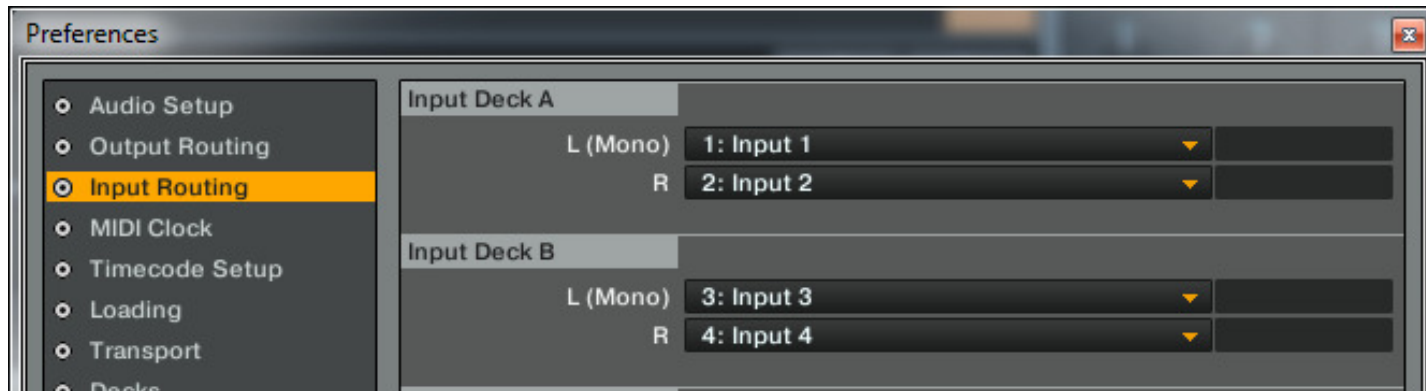 Preferences
Audio Setup
Output Routing
Input Routing
MIDI Clock
Timecode Setup
Loading
Transport
Decks
Input Deck A
L (Mono) 1: Input 1
R 2: Input 2
Input Deck B
L (Mono) 3: Input 3
R 4: Input 4